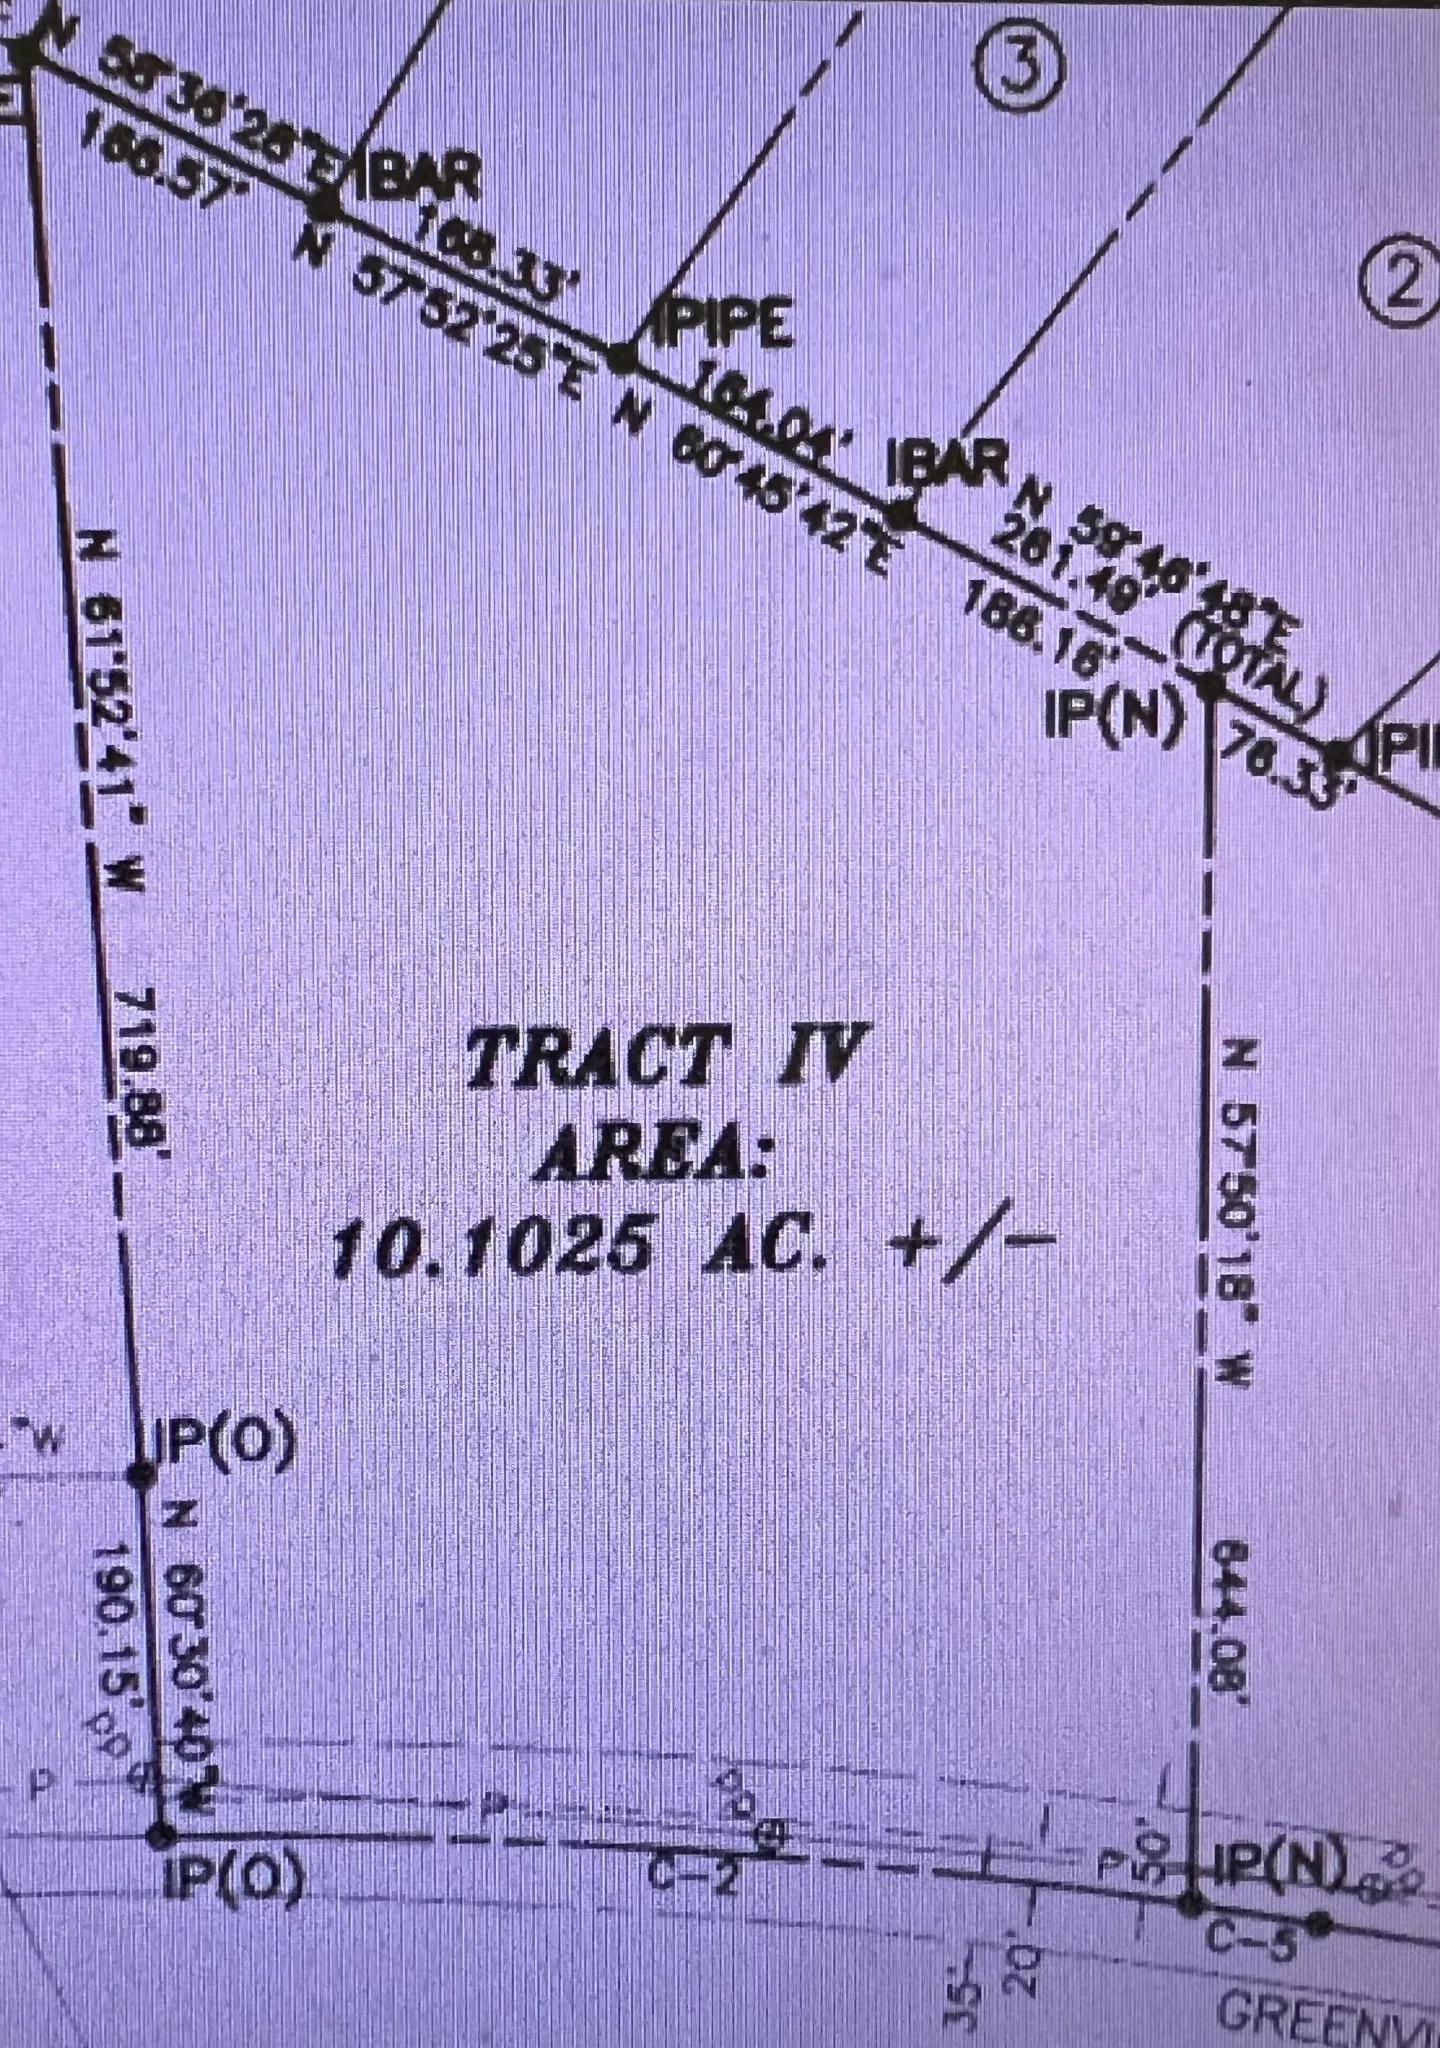 N 58°36'28"E
166.57'
IBAR
168.33'
N 57°52'25"E
IPIPE
164.04'
N 60°45'42"E
IBAR
N 59°46'48"E
261.49'
(TOTAL)
186.16'
IP(N)
76.33'
3
2
N 61°52'41" W 719.88'
N 57°50'18" W 644.08'
TRACT IV
AREA:
10.1025 AC. +/-
"W
IP(O)
N 60°30'40"W
190.15'
P
P
P
50'
IP(O)
C-2
IP(N)
C-5
35'
20'